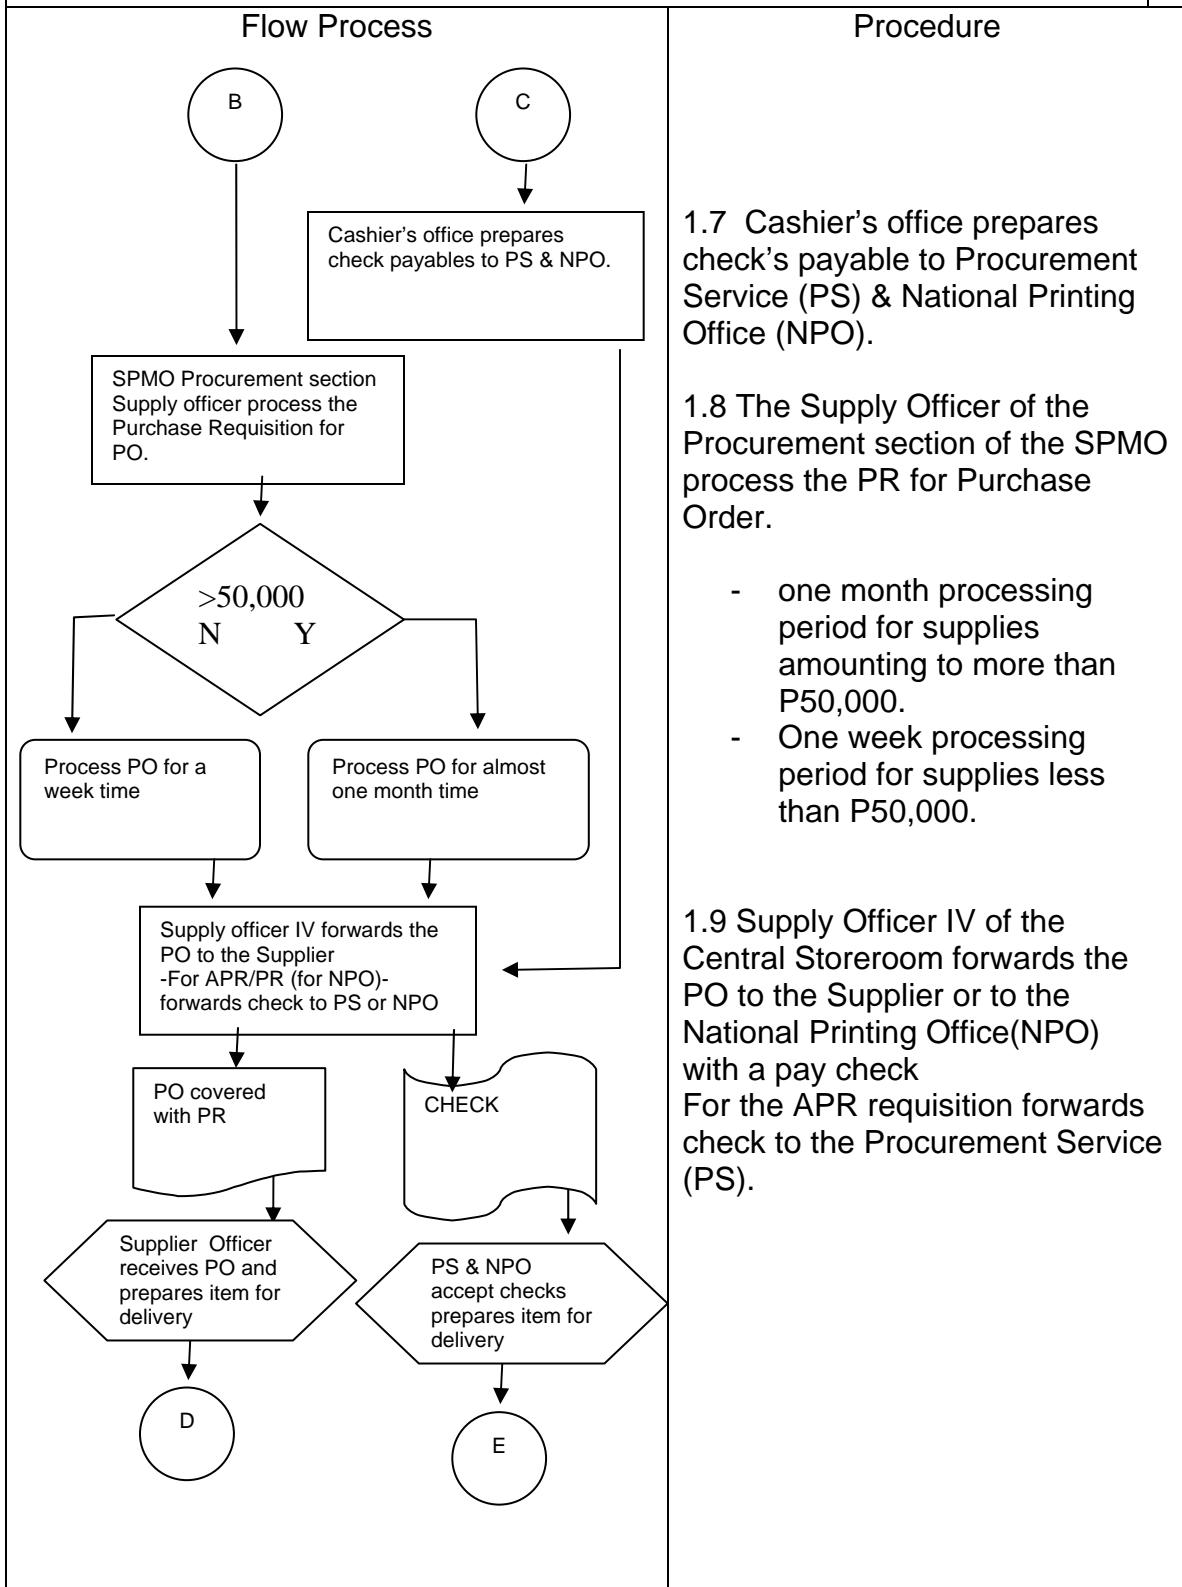 Flow Process
B
C
Cashier's office prepares
check payables to PS & NPO.
SPMO Procurement section
Supply officer process the
Purchase Requisition for
PO.
>50,000
N Y
Process PO for a
week time
Process PO for almost
one month time
Supply officer IV forwards the
PO to the Supplier
-For APR/PR (for NPO)-
forwards check to PS or NPO
PO covered
with PR
CHECK
Supplier Officer
receives PO and
prepares item for
delivery
PS & NPO
accept checks
prepares item for
delivery
D
E
Procedure
1.7 Cashier's office prepares
check's payable to Procurement
Service (PS) & National Printing
Office (NPO).
1.8 The Supply Officer of the
Procurement section of the SPMO
process the PR for Purchase
Order.
- one month processing
period for supplies
amounting to more than
P50,000.
- One week processing
period for supplies less
than P50,000.
1.9 Supply Officer IV of the
Central Storeroom forwards the
PO to the Supplier or to the
National Printing Office(NPO)
with a pay check
For the APR requisition forwards
check to the Procurement Service
(PS).